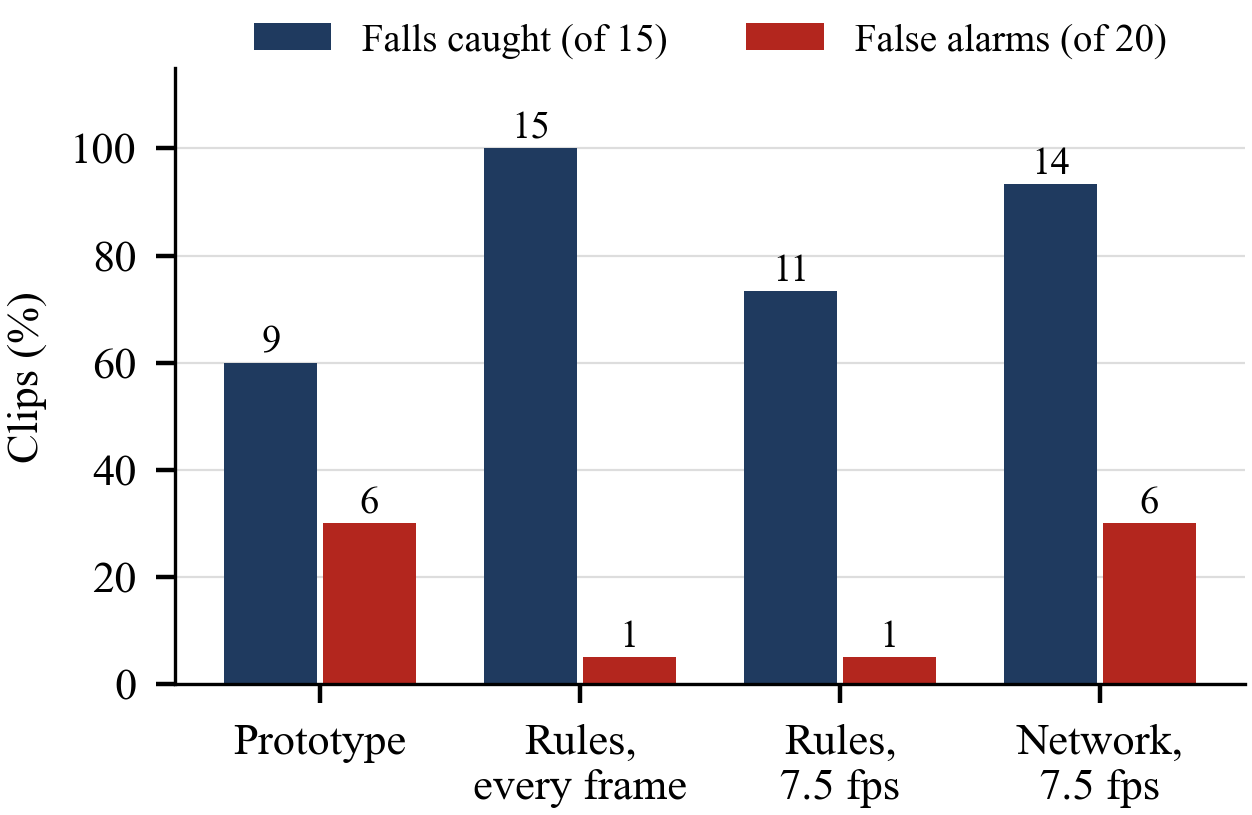 Falls caught (of 15) False alarms (of 20)
Clips (%)
100
80
60
40
20
0
9
6
15
1
11
1
14
6
Prototype
Rules,
every frame
Rules,
7.5 fps
Network,
7.5 fps